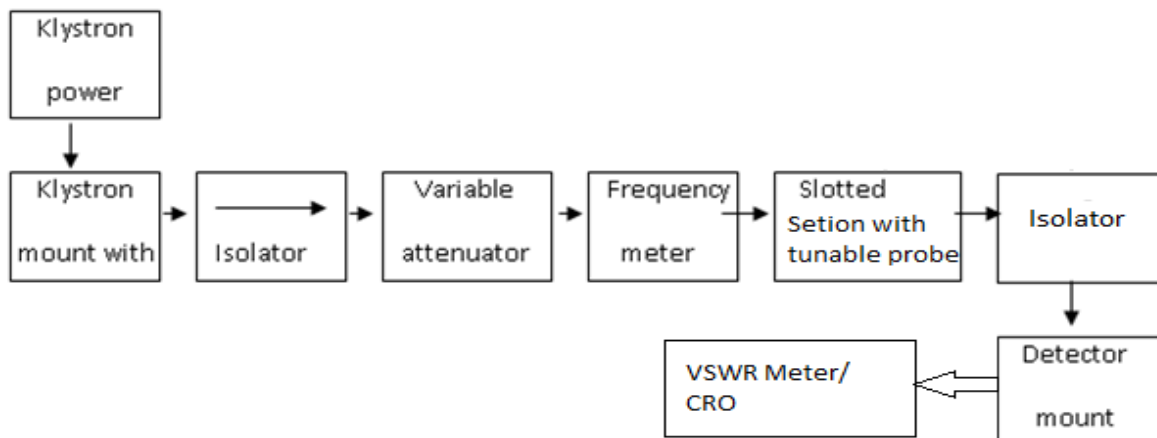 Klystron
power
Klystron
mount with
Isolator
Variable
attenuator
Frequency
meter
Slotted
Setion with
tunable probe
Isolator
Detector
mount
VSWR Meter/
CRO